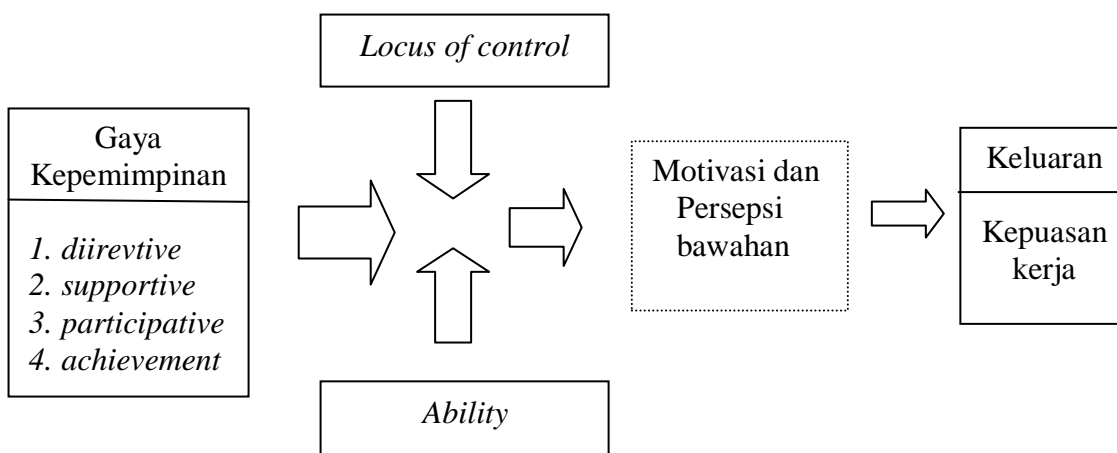 Locus of control
Gaya
Kepemimpinan
1. diirevtive
2. supportive
3. participative
4. achievement
Motivasi dan
Persepsi
bawahan
Keluaran
Kepuasan
kerja
Ability